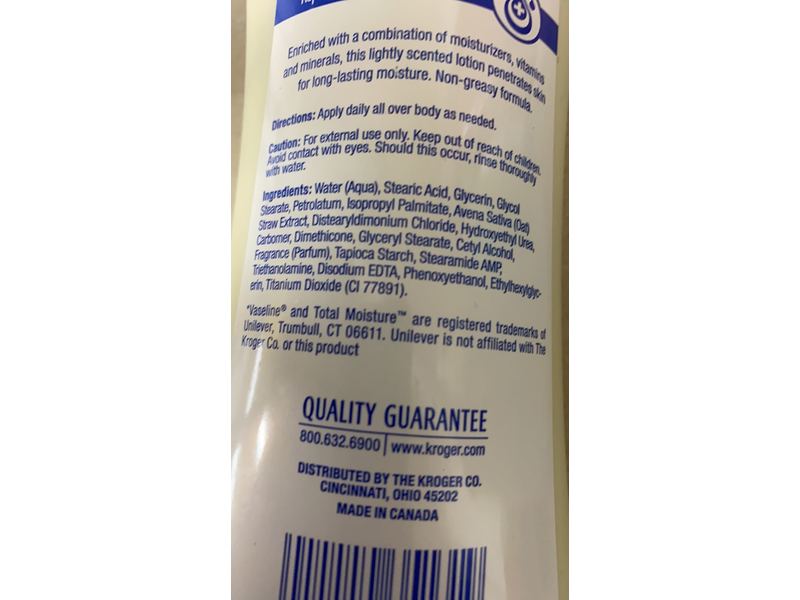 Enriched with a combination of moisturizers, vitamins
and minerals, this lightly scented lotion penetrates skin
for long-lasting moisture. Non-greasy formula.
Directions: Apply daily all over body as needed.
Caution: For external use only. Keep out of reach of children.
Avoid contact with eyes. Should this occur, rinse thoroughly
with water.
Ingredients: Water (Aqua), Stearic Acid, Glycerin, Glycol
Stearate, Petrolatum, Isopropyl Palmitate, Avena Sativa (Oat)
Straw Extract, Distearyldimonium Chloride, Hydroxyethyl Urea,
Carbomer, Dimethicone, Glyceryl Stearate, Cetyl Alcohol,
Fragrance (Parfum), Tapioca Starch, Stearamide AMP,
Triethanolamine, Disodium EDTA, Phenoxyethanol, Ethylhexylglyc-
erin, Titanium Dioxide (CI 77891).
*Vaseline® and Total Moisture™ are registered trademarks of
Unilever, Trumbull, CT 06611. Unilever is not affiliated with The
Kroger Co. or this product
QUALITY GUARANTEE
800.632.6900 | www.kroger.com
DISTRIBUTED BY THE KROGER CO.
CINCINNATI, OHIO 45202
MADE IN CANADA